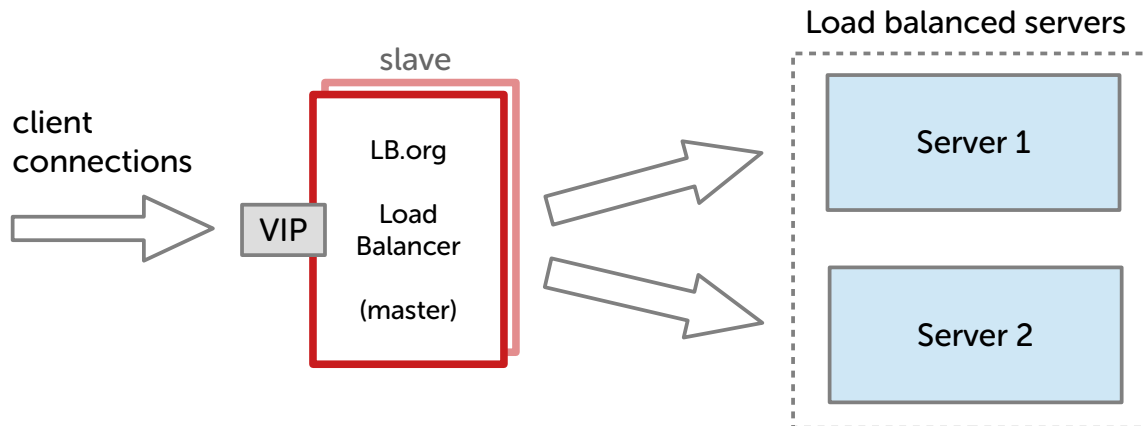 Load balanced servers
slave
client
connections
LB.org
Load
Balancer
(master)
VIP
Server 1
Server 2